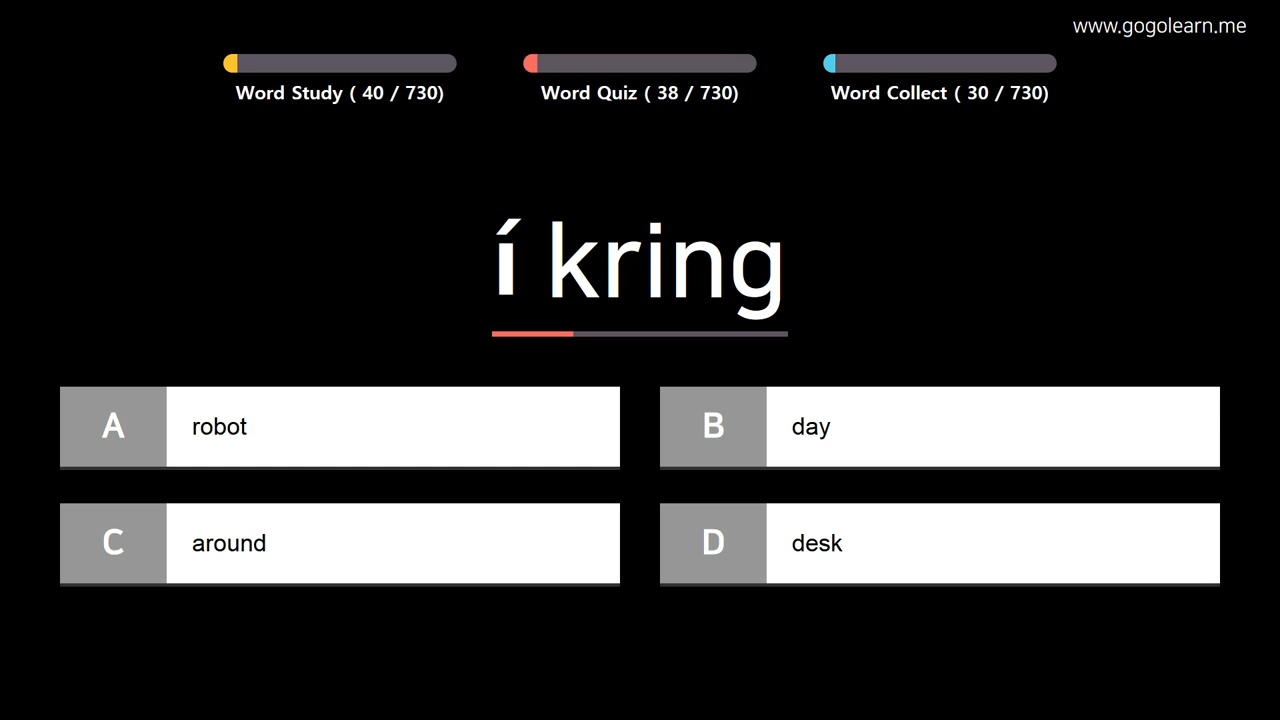 www.gogolearn.me
Word Study ( 40 / 730)
Word Quiz ( 38 / 730)
Word Collect ( 30 / 730)
í kring
A robot
B day
C around
D desk